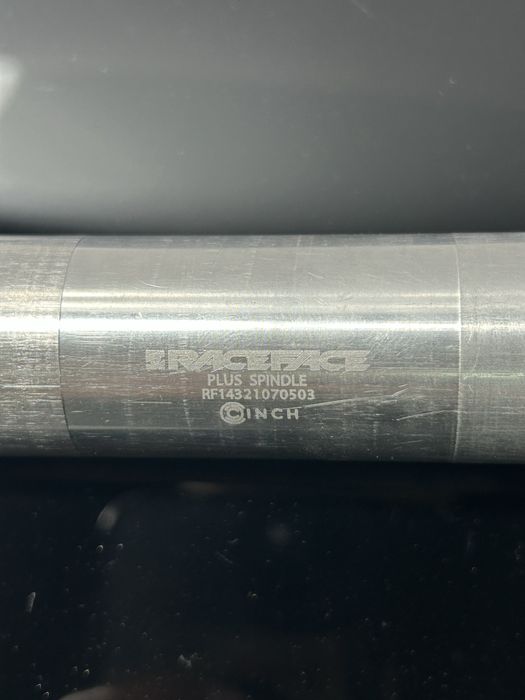 RACEFACE
PLUS SPINDLE
RF14321070503
CINCH